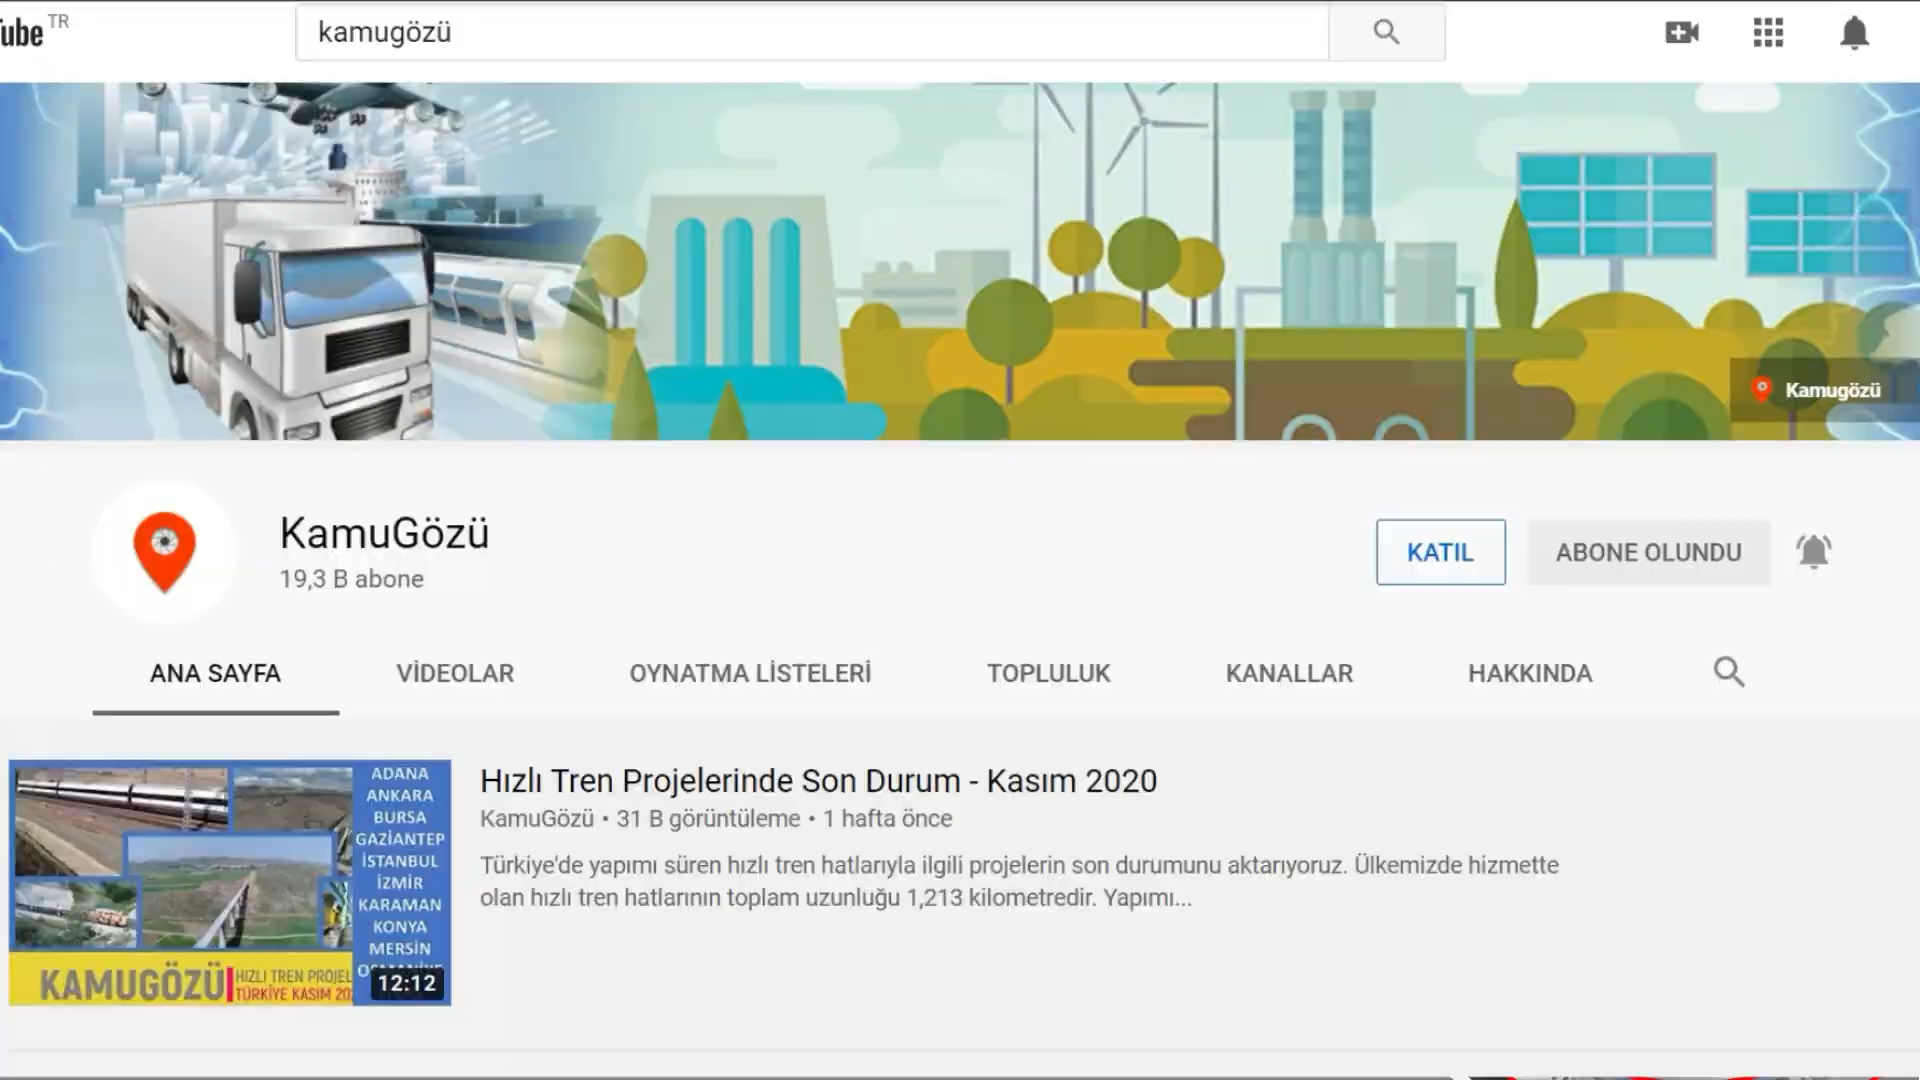 ube TR
kamugözü
Kamugözü
KamuGözü
19,3 B abone
KATIL
ABONE OLUNDU
ANA SAYFA
VİDEOLAR
OYNATMA LİSTELERİ
TOPLULUK
KANALLAR
HAKKINDA
ADANA
ANKARA
BURSA
GAZİANTEP
İSTANBUL
İZMİR
KARAMAN
KONYA
MERSİN
KAMUGÖZÜ
HIZLI TREN PROJEL
TÜRKİYE KASIM 20
12:12
Hızlı Tren Projelerinde Son Durum - Kasım 2020
KamuGözü • 31 B görüntüleme • 1 hafta önce
Türkiye'de yapımı süren hızlı tren hatlarıyla ilgili projelerin son durumunu aktarıyoruz. Ülkemizde hizmette
olan hızlı tren hatlarının toplam uzunluğu 1,213 kilometredir. Yapımı...